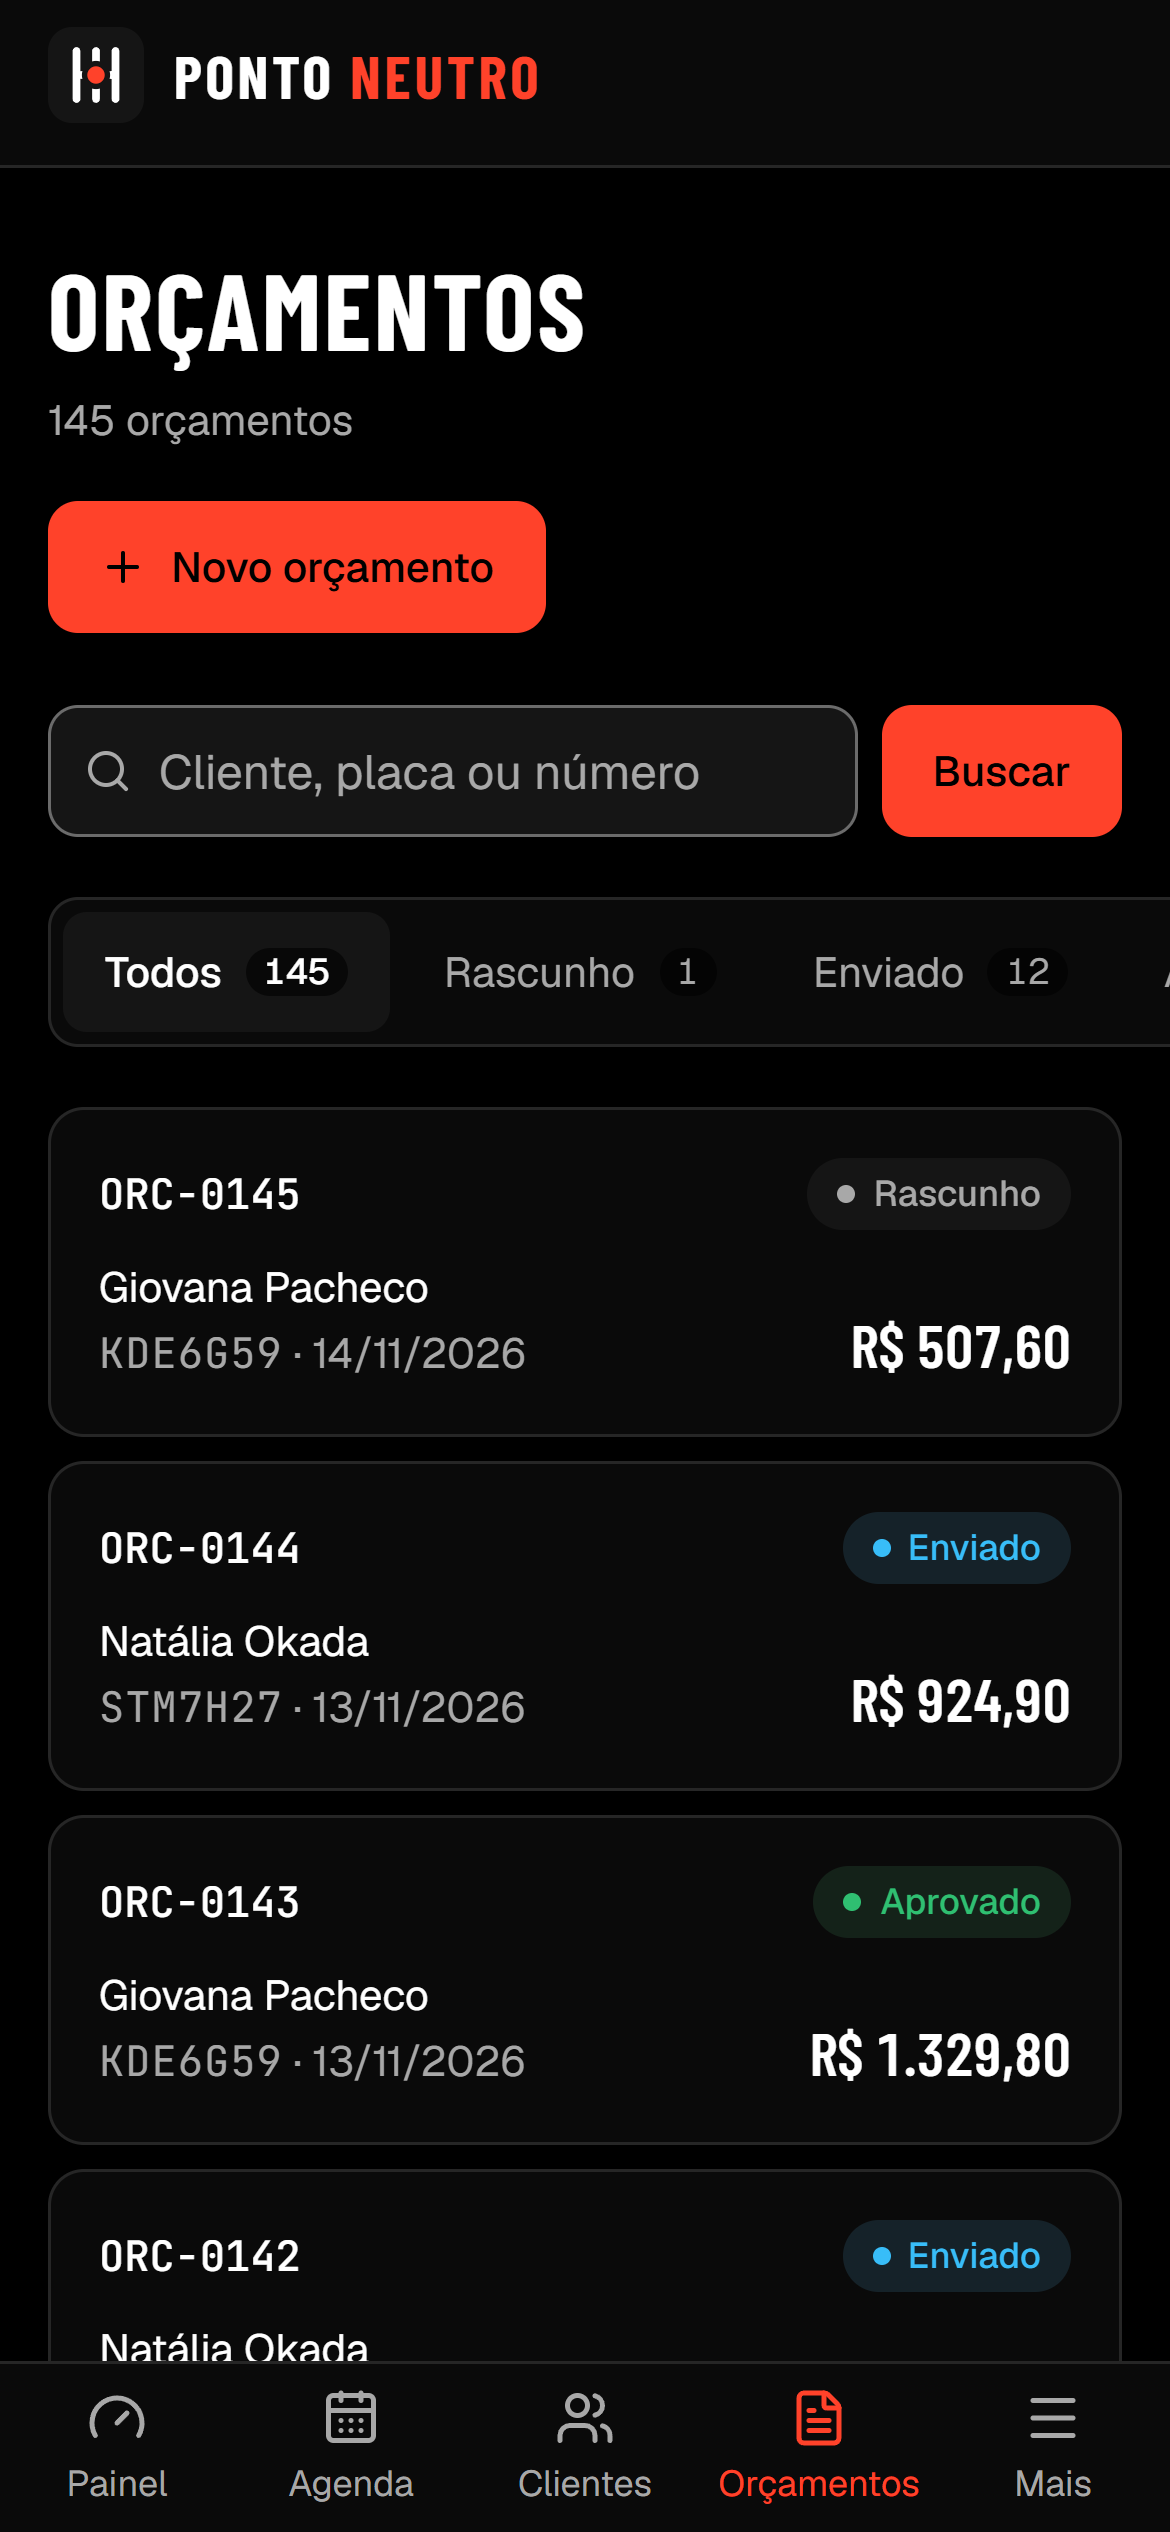 PONTO NEUTRO
ORÇAMENTOS
145 orçamentos
Novo orçamento
Cliente, placa ou número
Buscar
Todos 145 Rascunho 1 Enviado 12
ORC-0145 Rascunho
Giovana Pacheco
KDE6G59 · 14/11/2026 R$ 507,60
ORC-0144 Enviado
Natália Okada
STM7H27 · 13/11/2026 R$ 924,90
ORC-0143 Aprovado
Giovana Pacheco
KDE6G59 · 13/11/2026 R$ 1.329,80
ORC-0142 Enviado
Natália Okada
Painel Agenda Clientes Orçamentos Mais